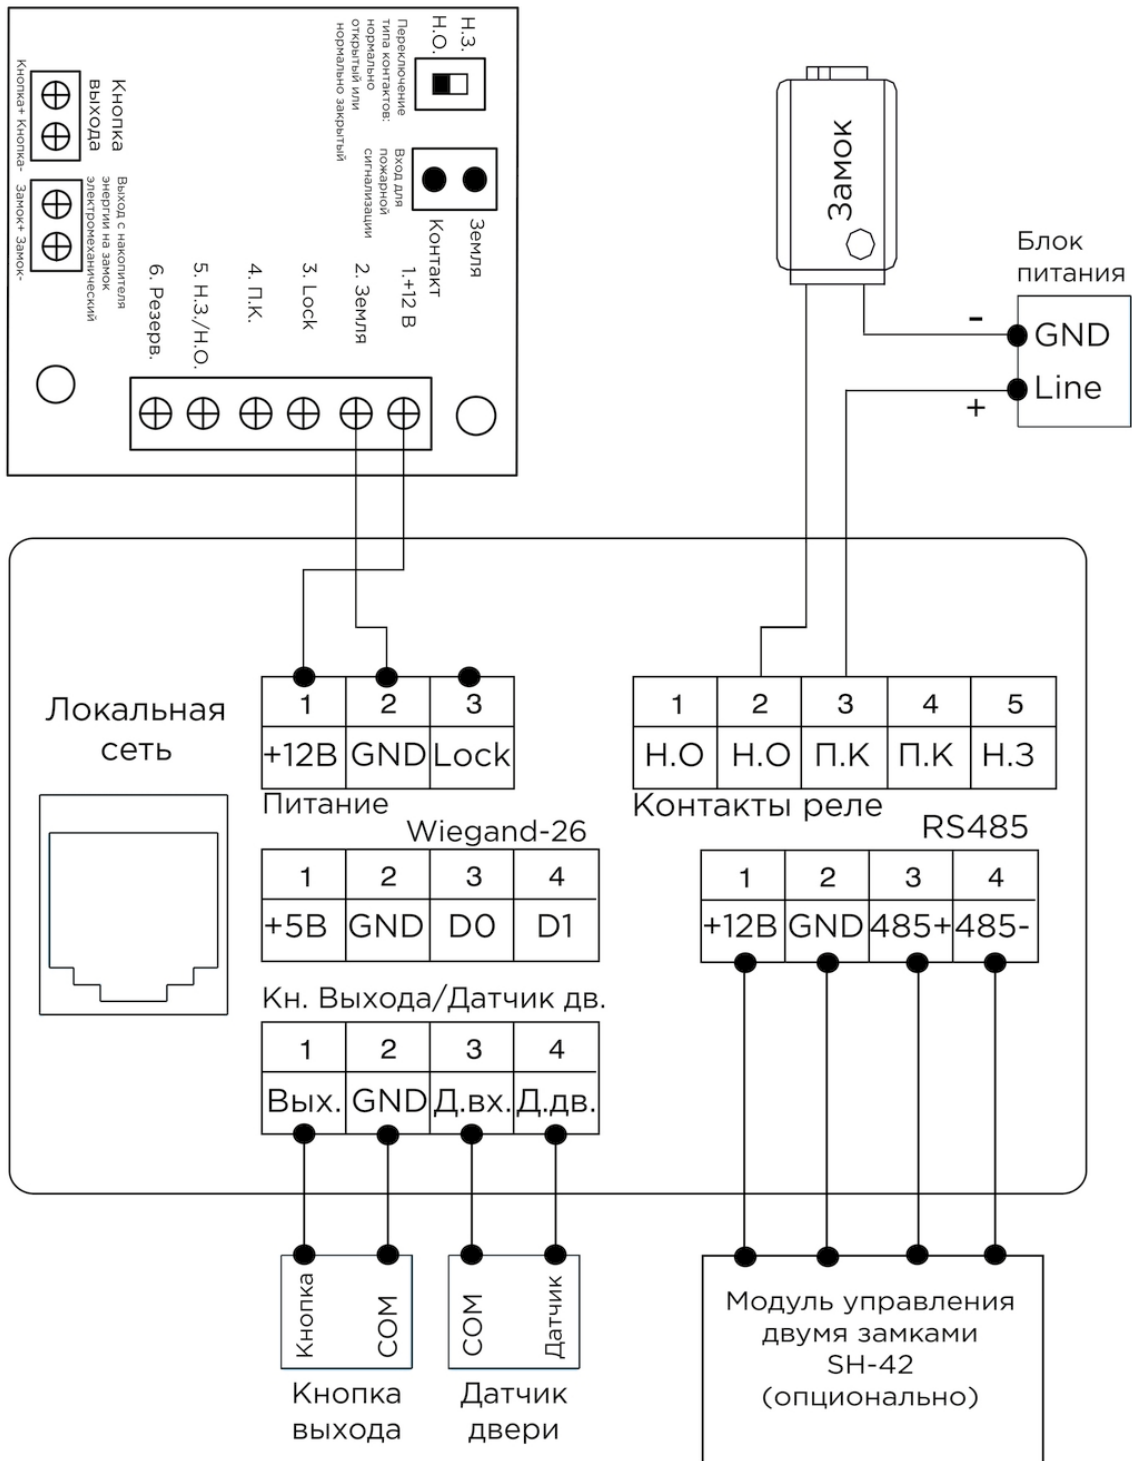 Н.О.
Н.З.
Переключение
типа контактов:
нормально
открытый или
нормально закрытый
Кнопка
выхода
Кнопка+ Кнопка-
Вход для
пожарной
сигнализации
Контакт
Земля
Выход с накопителя
энергии на замок
электромеханический
Замок+ Замок-
6. Резерв.
5. Н.З./Н.О.
4. П.К.
3. Lock
2. Земля
1.+12 В
Замок
Блок
питания
-
GND
Line
+
Локальная
сеть
1 2 3
+12В GND Lock
Питание
1 2 3 4 5
Н.О Н.О П.К П.К Н.З
Контакты реле
Wiegand-26
1 2 3 4
+5В GND D0 D1
RS485
1 2 3 4
+12В GND 485+ 485-
Кн. Выхода/Датчик дв.
1 2 3 4
Вых. GND Д.вх. Д.дв.
Кнопка
COM
COM
Датчик
Кнопка
выхода
Датчик
двери
Модуль управления
двумя замками
SH-42
(опционально)